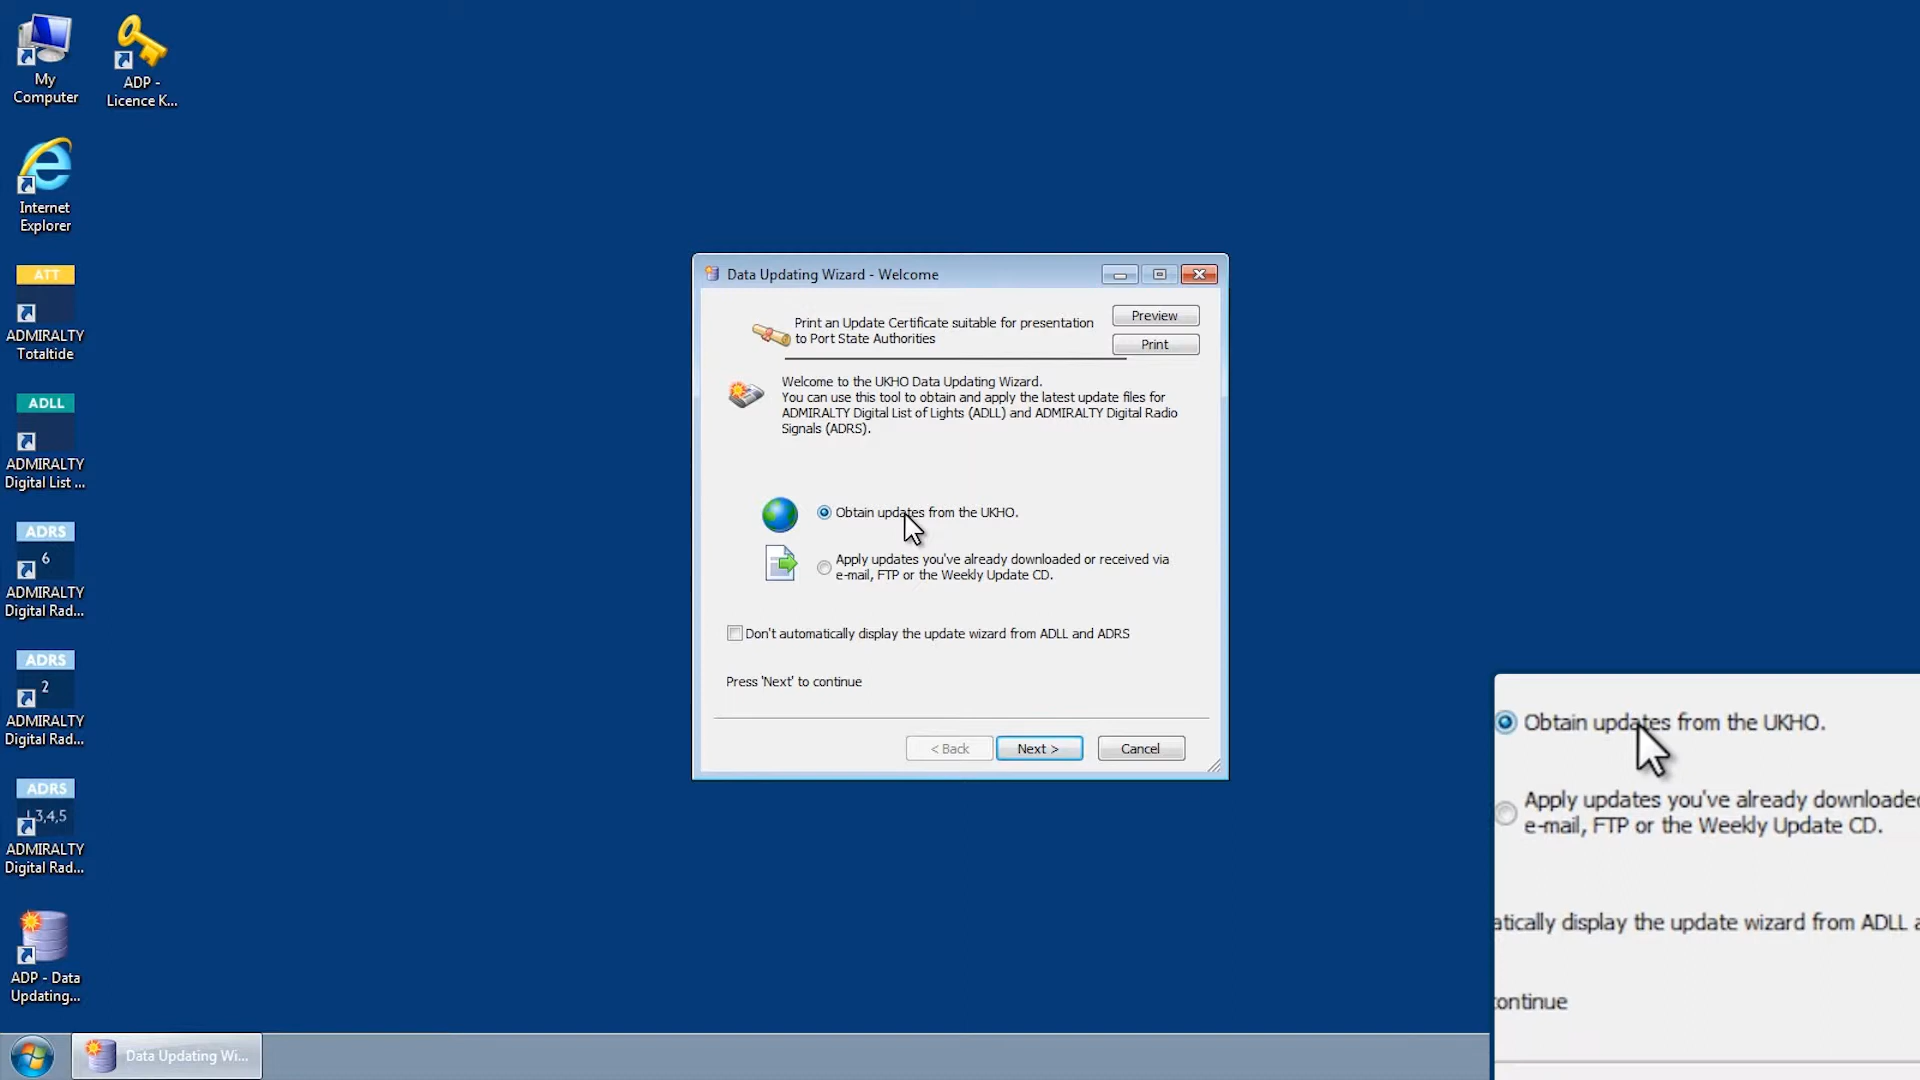 My
Computer
ADP -
Licence K...
Internet
Explorer
ATT
ADMIRALTY
Totaltide
ADLL
ADMIRALTY
Digital List ...
ADRS
6
ADMIRALTY
Digital Rad...
ADRS
2
ADMIRALTY
Digital Rad...
ADRS
1,3,4,5
ADMIRALTY
Digital Rad...
ADP - Data
Updating...
Data Updating Wizard - Welcome
Print an Update Certificate suitable for presentation
to Port State Authorities
Preview
Print
Welcome to the UKHO Data Updating Wizard.
You can use this tool to obtain and apply the latest update files for
ADMIRALTY Digital List of Lights (ADLL) and ADMIRALTY Digital Radio
Signals (ADRS).
Obtain updates from the UKHO.
Apply updates you've already downloaded or received via
e-mail, FTP or the Weekly Update CD.
Don't automatically display the update wizard from ADLL and ADRS
Press 'Next' to continue
< Back
Next >
Cancel
Obtain updates from the UKHO.
Apply updates you've already downloaded
e-mail, FTP or the Weekly Update CD.
atically display the update wizard from ADLL a
continue
Data Updating Wi...